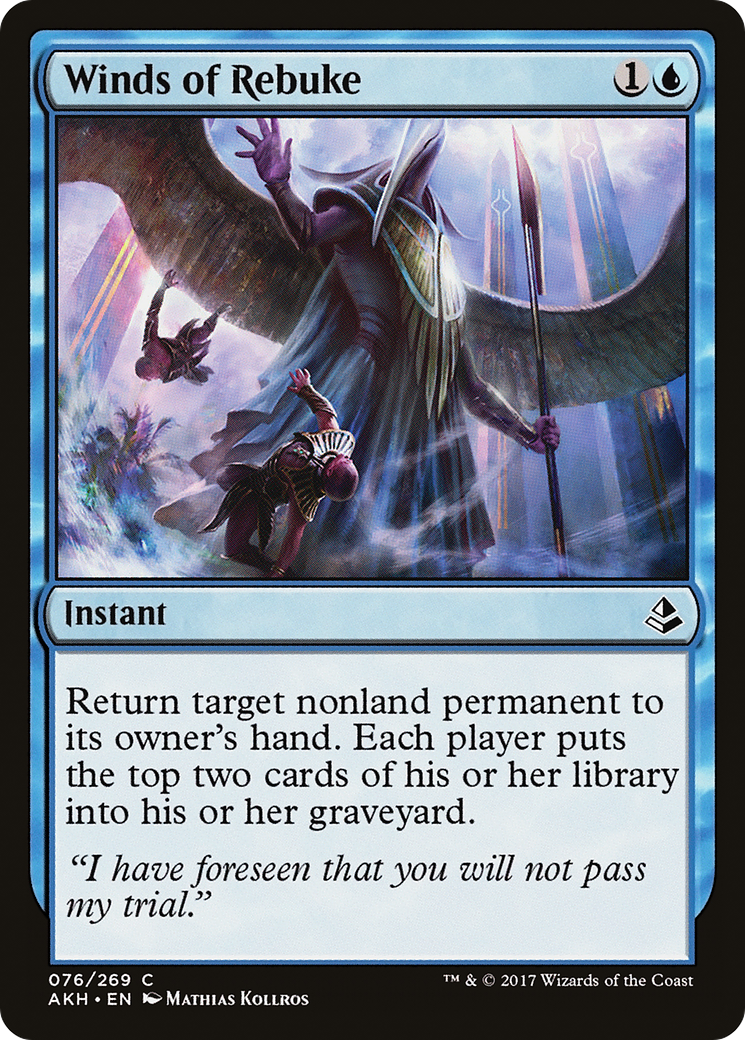 Winds of Rebuke 1
Instant
Return target nonland permanent to
its owner's hand. Each player puts
the top two cards of his or her library
into his or her graveyard.
“I have foreseen that you will not pass
my trial.”
076/269 C
AKH • EN Mathias Kollros
™ & © 2017 Wizards of the Coast